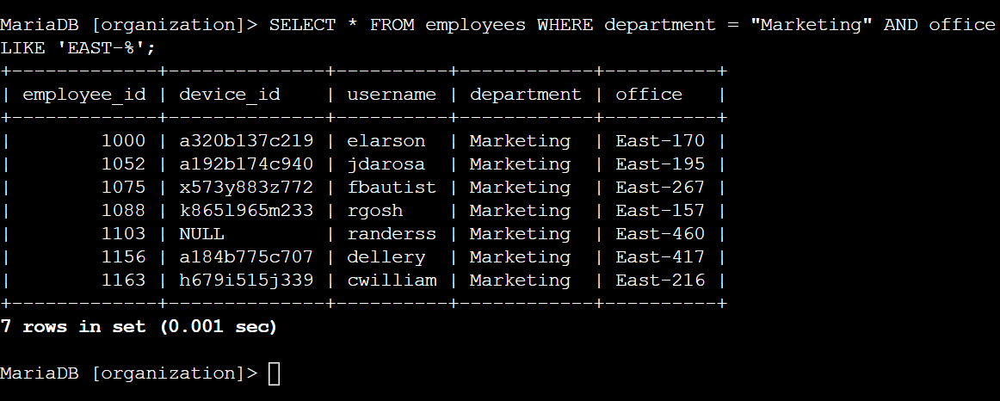 MariaDB [organization]> SELECT * FROM employees WHERE department = "Marketing" AND office
LIKE 'EAST-%';
+-------------+--------------+----------+------------+----------+
| employee_id | device_id    | username | department | office   |
+-------------+--------------+----------+------------+----------+
|        1000 | a320b137c219 | elarson  | Marketing  | East-170 |
|        1052 | a192b174c940 | jdarosa  | Marketing  | East-195 |
|        1075 | x573y883z772 | fbautist | Marketing  | East-267 |
|        1088 | k865l965m233 | rgosh    | Marketing  | East-157 |
|        1103 | NULL         | randerss | Marketing  | East-460 |
|        1156 | a184b775c707 | dellery  | Marketing  | East-417 |
|        1163 | h679i515j339 | cwilliam | Marketing  | East-216 |
+-------------+--------------+----------+------------+----------+
7 rows in set (0.001 sec)
MariaDB [organization]>